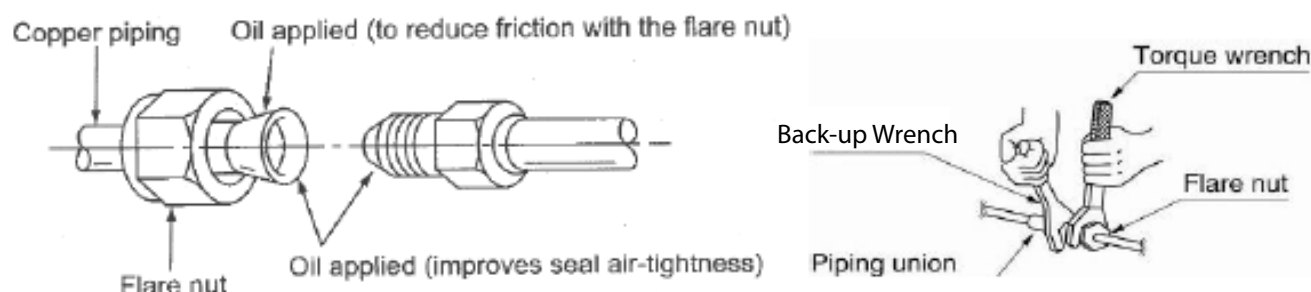 Copper piping
Oil applied (to reduce friction with the flare nut)
Flare nut
Oil applied (improves seal air-tightness)
Torque wrench
Back-up Wrench
Flare nut
Piping union